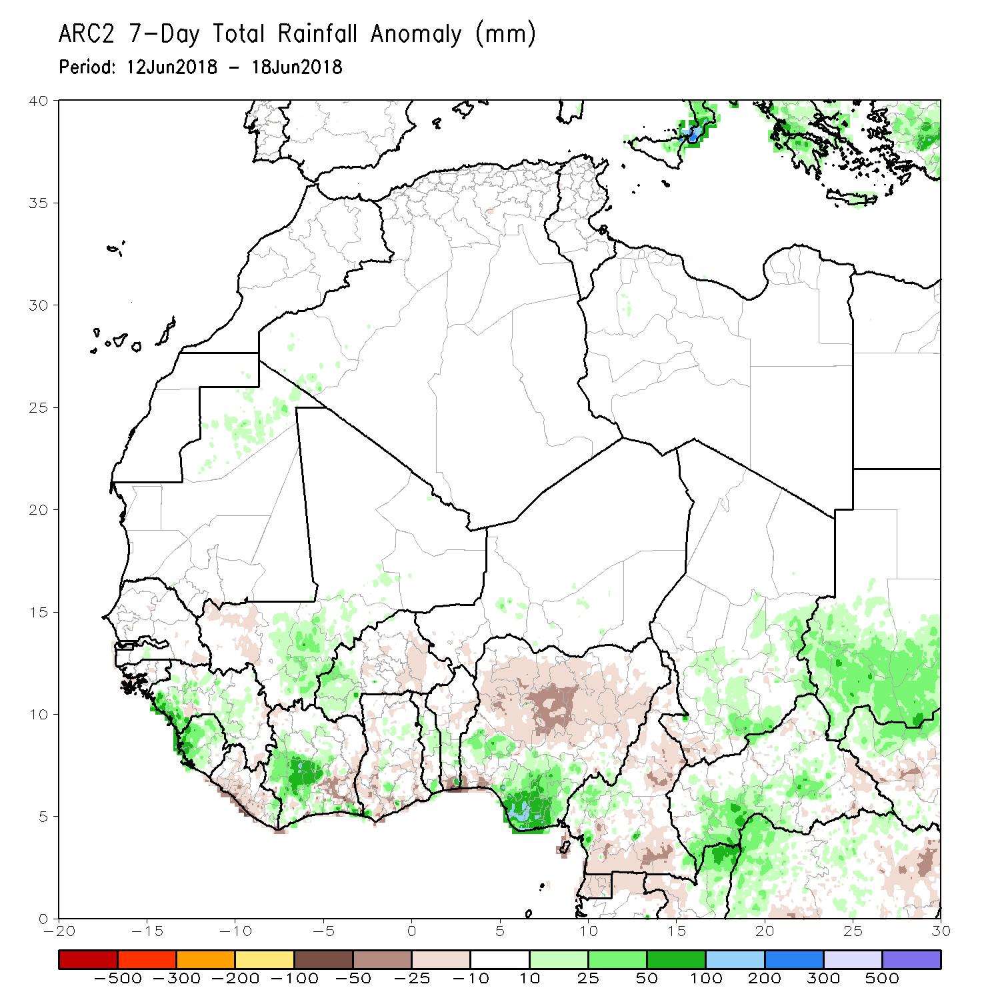 ARC2 7-Day Total Rainfall Anomaly (mm)
Period: 12Jun2018 - 18Jun2018
40
35
30
25
20
15
10
5
0
-20 -15 -10 -5 0 5 10 15 20 25 30
-500 -300 -200 -100 -50 -25 -10 10 25 50 100 200 300 500